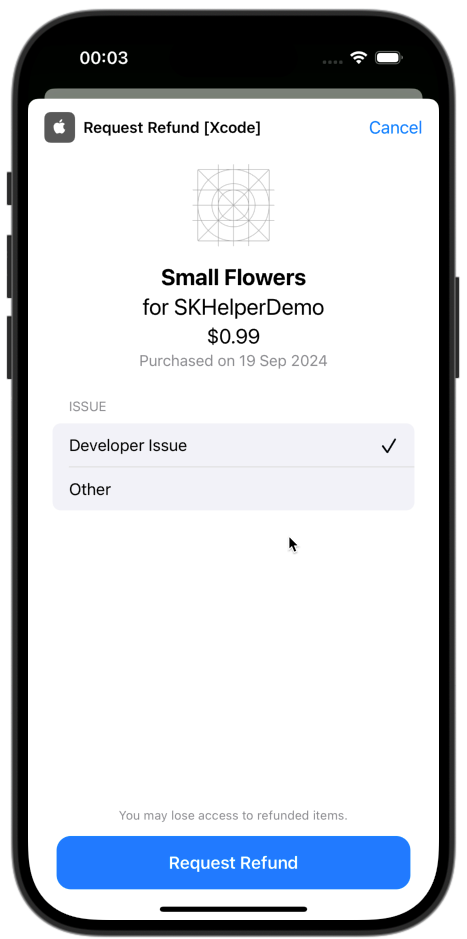 00:03
Request Refund [Xcode]
Cancel
Small Flowers
for SKHelperDemo
$0.99
Purchased on 19 Sep 2024
ISSUE
Developer Issue
Other
You may lose access to refunded items.
Request Refund